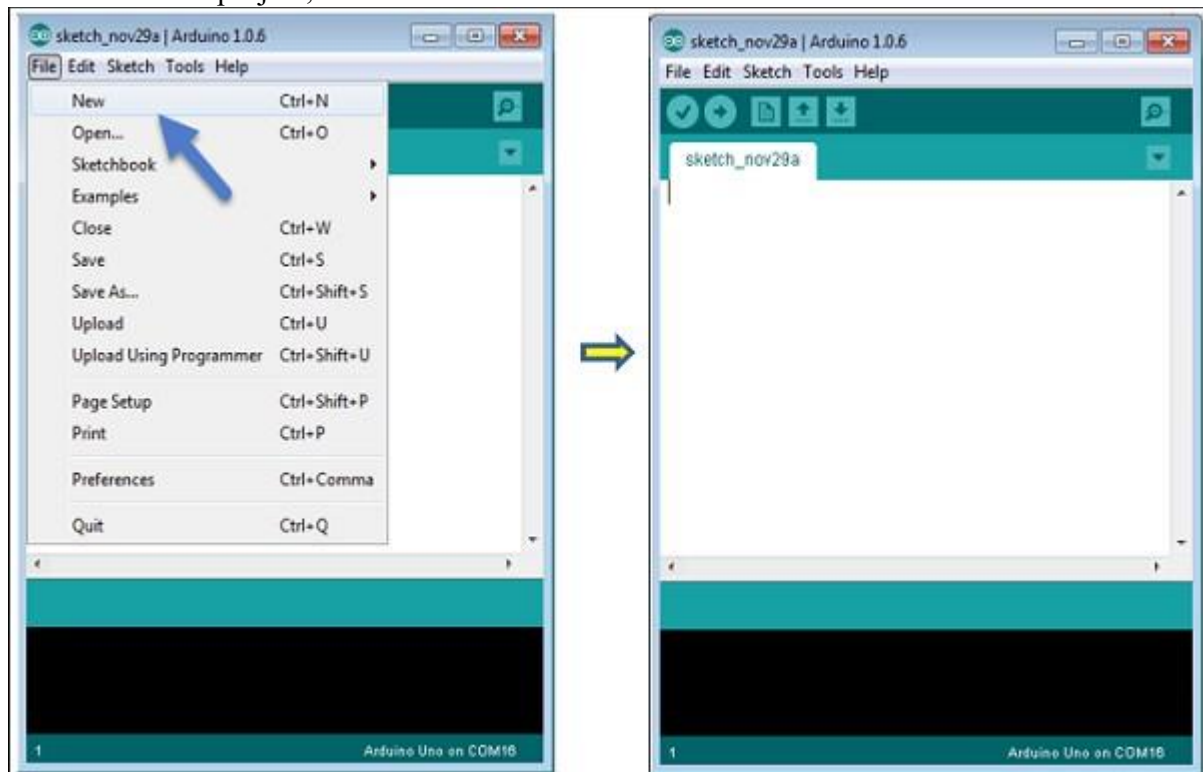 sketch_nov29a | Arduino 1.0.6
File Edit Sketch Tools Help
New Ctrl+N
Open... Ctrl+O
Sketchbook
Examples
Close Ctrl+W
Save Ctrl+S
Save As... Ctrl+Shift+S
Upload Ctrl+U
Upload Using Programmer Ctrl+Shift+U
Page Setup Ctrl+Shift+P
Print Ctrl+P
Preferences Ctrl+Comma
Quit Ctrl+Q
1 Arduino Uno on COM16
sketch_nov29a | Arduino 1.0.6
File Edit Sketch Tools Help
sketch_nov29a
1 Arduino Uno on COM16